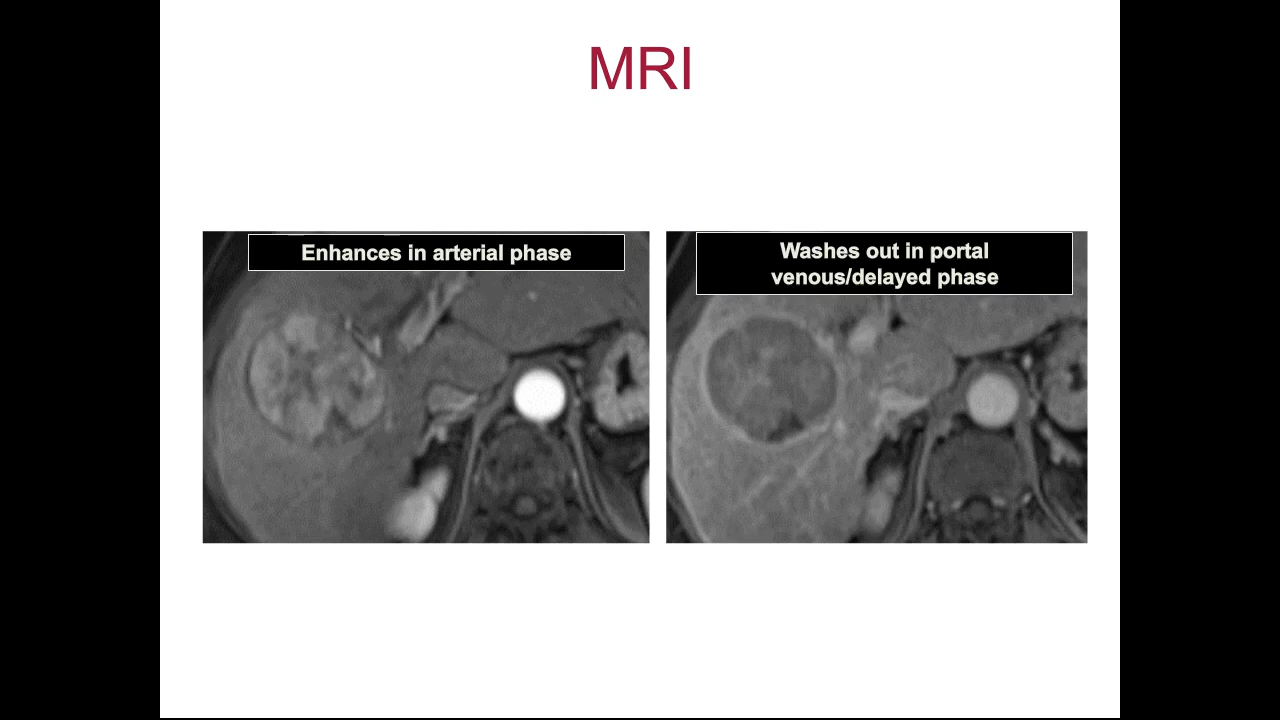 MRI
Enhances in arterial phase
Washes out in portal
venous/delayed phase